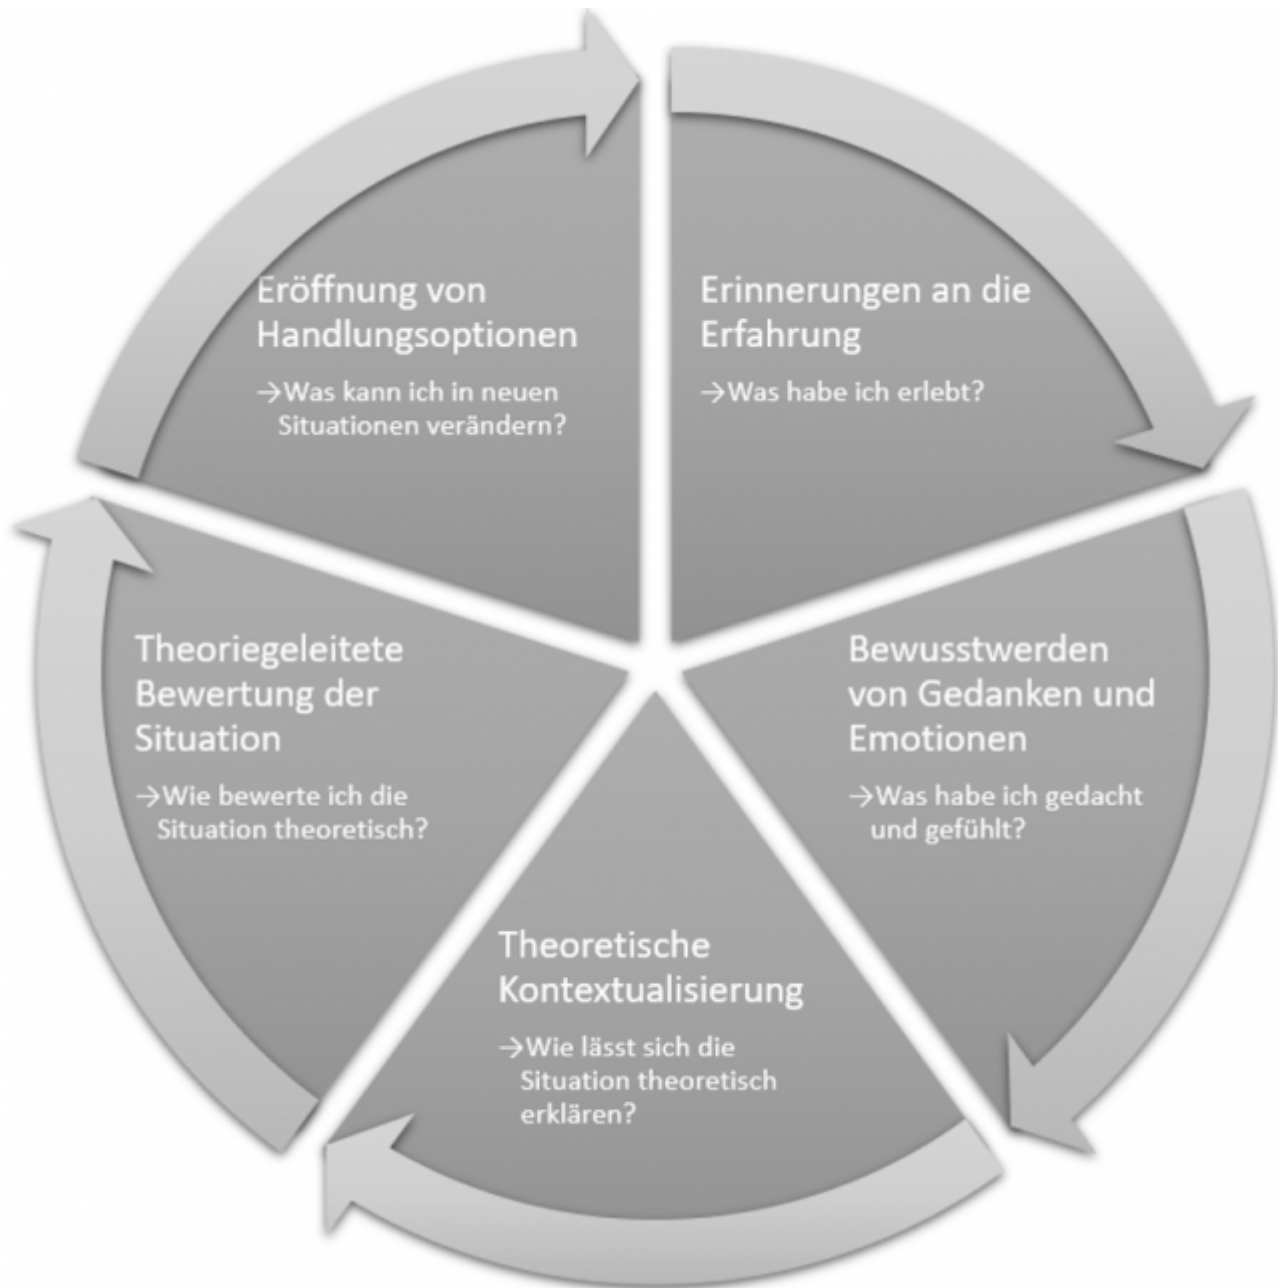 Erinnerungen an die
Erfahrung
→Was habe ich erlebt?
Bewusstwerden
von Gedanken und
Emotionen
→Was habe ich gedacht
und gefühlt?
Theoretische
Kontextualisierung
→Wie lässt sich die
Situation theoretisch
erklären?
Theoriegeleitete
Bewertung der
Situation
→Wie bewerte ich die
Situation theoretisch?
Eröffnung von
Handlungsoptionen
→Was kann ich in neuen
Situationen verändern?